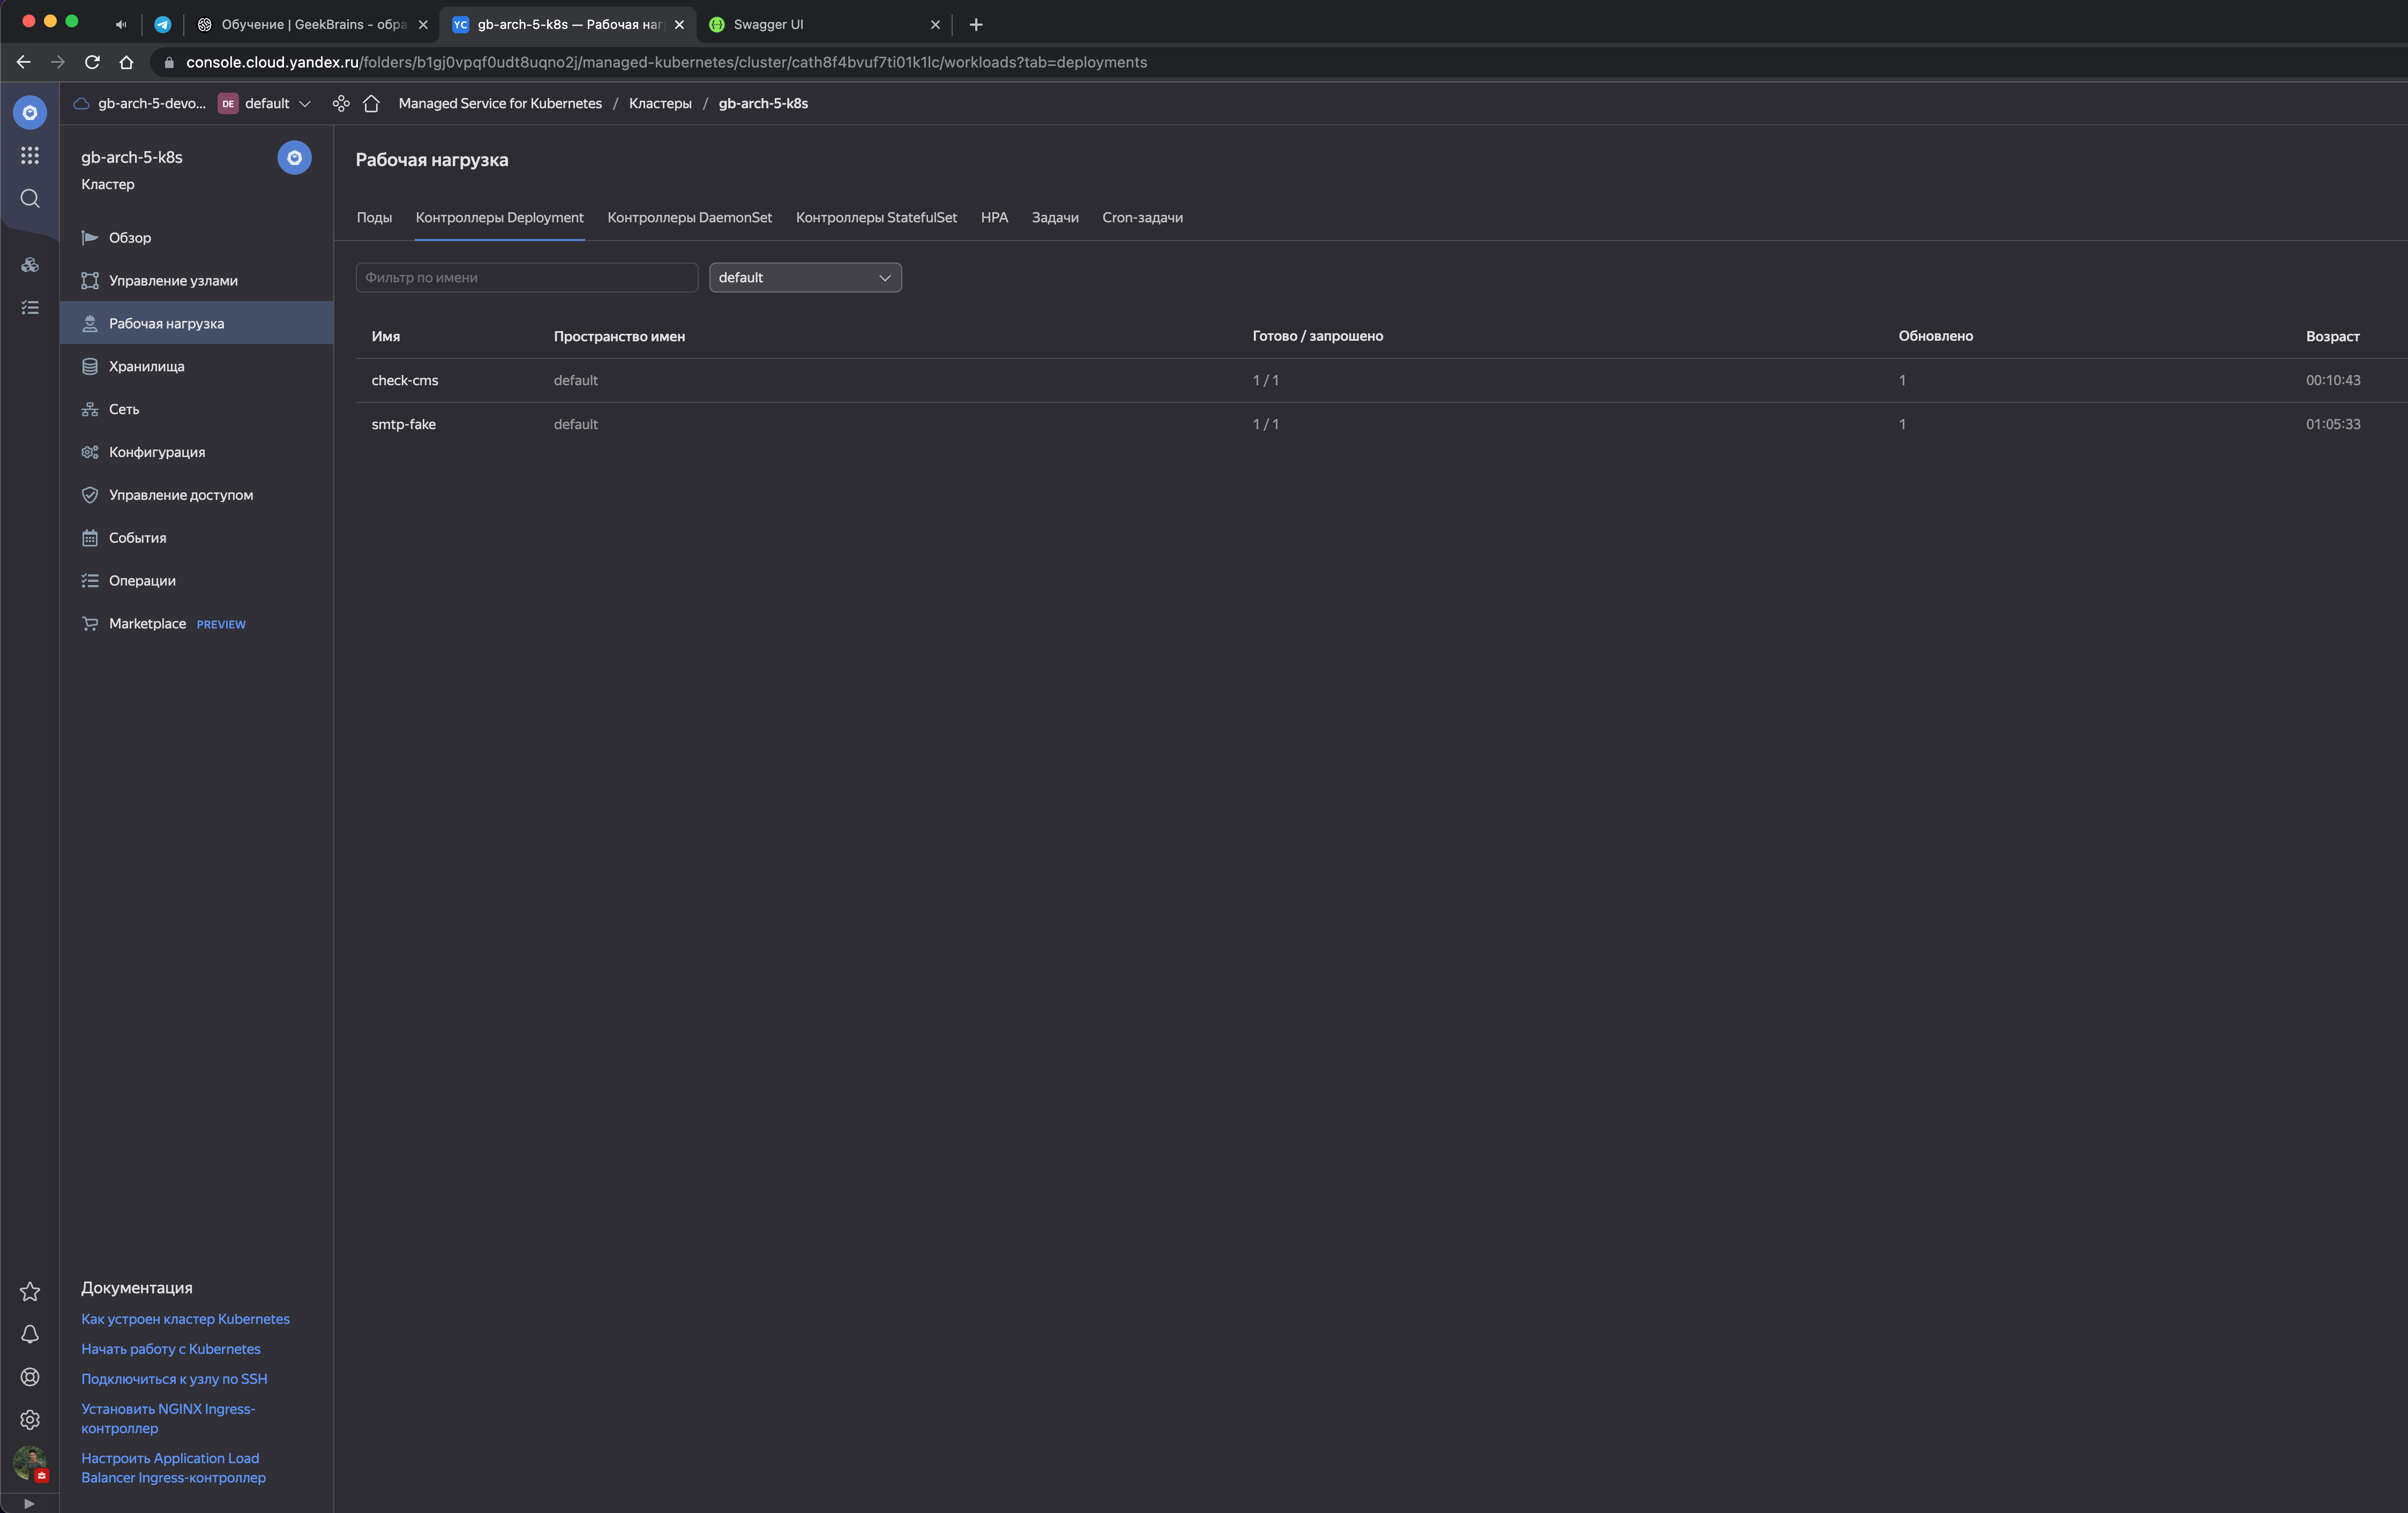 Обучение | GeekBrains - обра
YC gb-arch-5-k8s — Рабочая наг
Swagger UI
console.cloud.yandex.ru/folders/b1gj0vpqf0udt8uqno2j/managed-kubernetes/cluster/cath8f4bvuf7ti01k1lc/workloads?tab=deployments
gb-arch-5-devo... DE default
Managed Service for Kubernetes / Кластеры / gb-arch-5-k8s
gb-arch-5-k8s
Кластер
Обзор
Управление узлами
Рабочая нагрузка
Хранилища
Сеть
Конфигурация
Управление доступом
События
Операции
Marketplace PREVIEW
Документация
Как устроен кластер Kubernetes
Начать работу с Kubernetes
Подключиться к узлу по SSH
Установить NGINX Ingress-
контроллер
Настроить Application Load
Balancer Ingress-контроллер
Рабочая нагрузка
Поды Контроллеры Deployment Контроллеры DaemonSet Контроллеры StatefulSet HPA Задачи Cron-задачи
Фильтр по имени default
Имя Пространство имен Готово / запрошено Обновлено Возраст
check-cms default 1 / 1 1 00:10:43
smtp-fake default 1 / 1 1 01:05:33